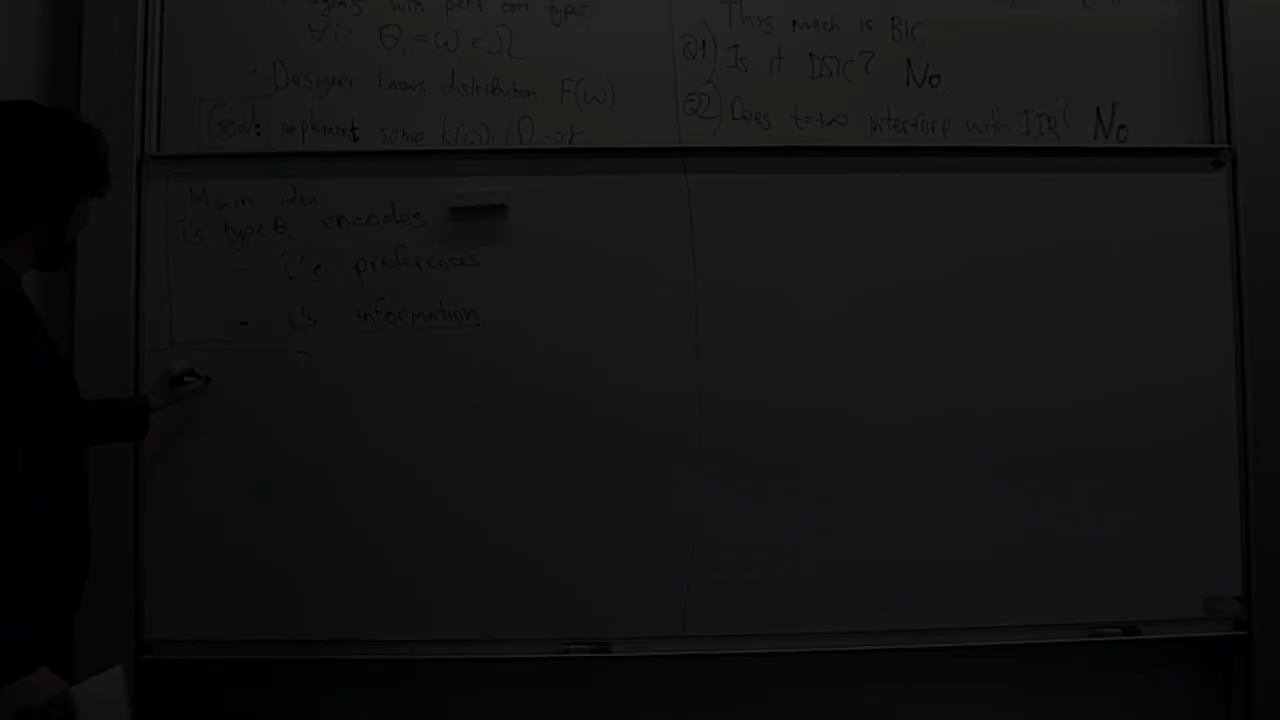 agents with perf corr types:
∀i: θᵢ = ω ∈ Ω
· Designer knows distribution F(ω)
Goal: implement some k(ω):
This mech is BIC
Q1) Is it DSIC? No
Q2) Does t=+∞ interfere with IIR? No
Main idea:
i's type θᵢ encodes
- i's preferences
- i's information